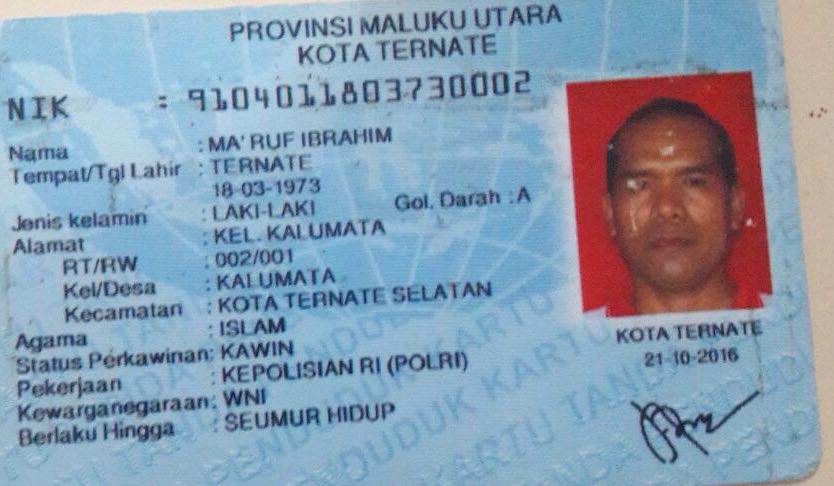 PROVINSI MALUKU UTARA
KOTA TERNATE
NIK : 9104011803730002
Nama : MA' RUF IBRAHIM
Tempat/Tgl Lahir : TERNATE
18-03-1973
Jenis kelamin : LAKI-LAKI Gol. Darah : A
Alamat : KEL. KALUMATA
RT/RW : 002/001
Kel/Desa : KALUMATA
Kecamatan : KOTA TERNATE SELATAN
Agama : ISLAM
Status Perkawinan: KAWIN
Pekerjaan : KEPOLISIAN RI (POLRI)
Kewarganegaraan: WNI
Berlaku Hingga : SEUMUR HIDUP
KOTA TERNATE
21-10-2016